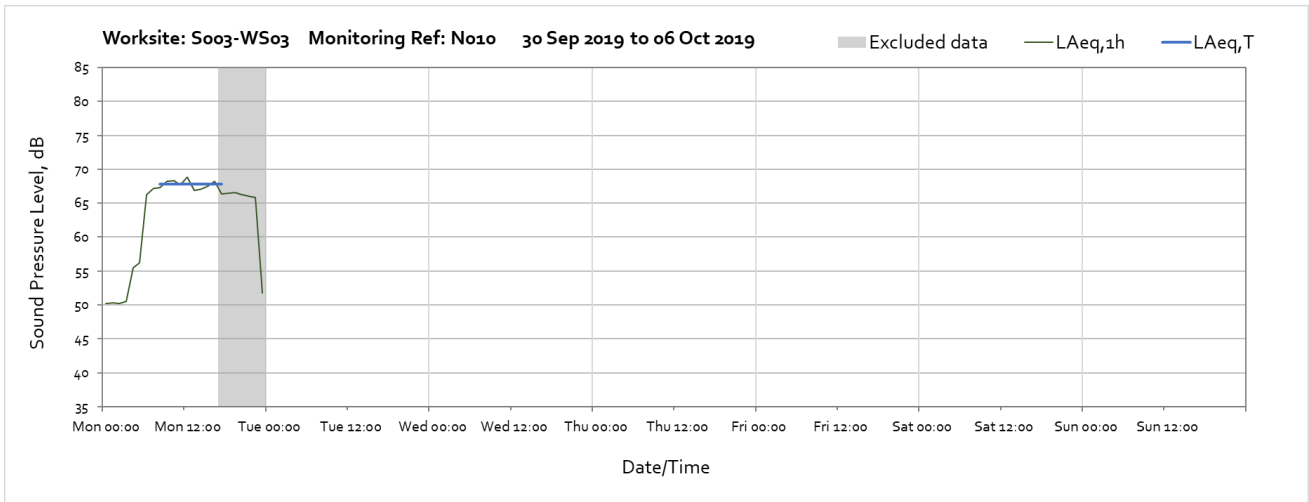 Worksite: S003-WS03 Monitoring Ref: N010 30 Sep 2019 to 06 Oct 2019
Excluded data LAeq,1h LAeq,T
85
80
75
70
65
60
55
50
45
40
35
Sound Pressure Level, dB
Mon 00:00 Mon 12:00 Tue 00:00 Tue 12:00 Wed 00:00 Wed 12:00 Thu 00:00 Thu 12:00 Fri 00:00 Fri 12:00 Sat 00:00 Sat 12:00 Sun 00:00 Sun 12:00
Date/Time